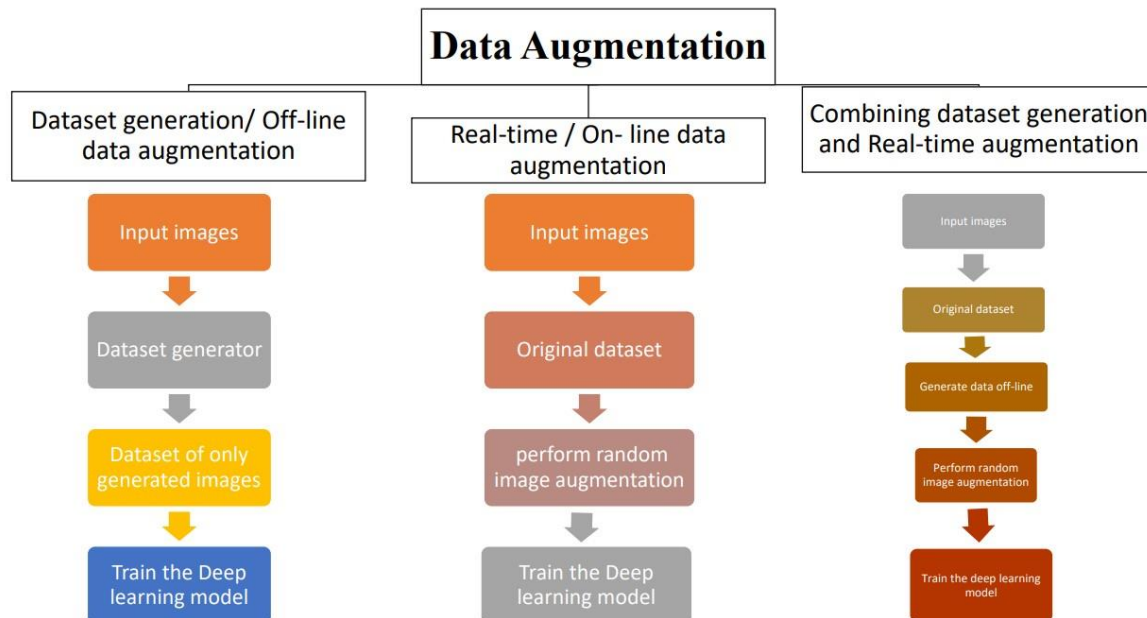 Data Augmentation
Dataset generation/ Off-line
data augmentation
Input images
Dataset generator
Dataset of only
generated images
Train the Deep
learning model
Real-time / On- line data
augmentation
Input images
Original dataset
perform random
image augmentation
Train the Deep
learning model
Combining dataset generation
and Real-time augmentation
Input images
Original dataset
Generate data off-line
Perform random
image augmentation
Train the deep learning
model